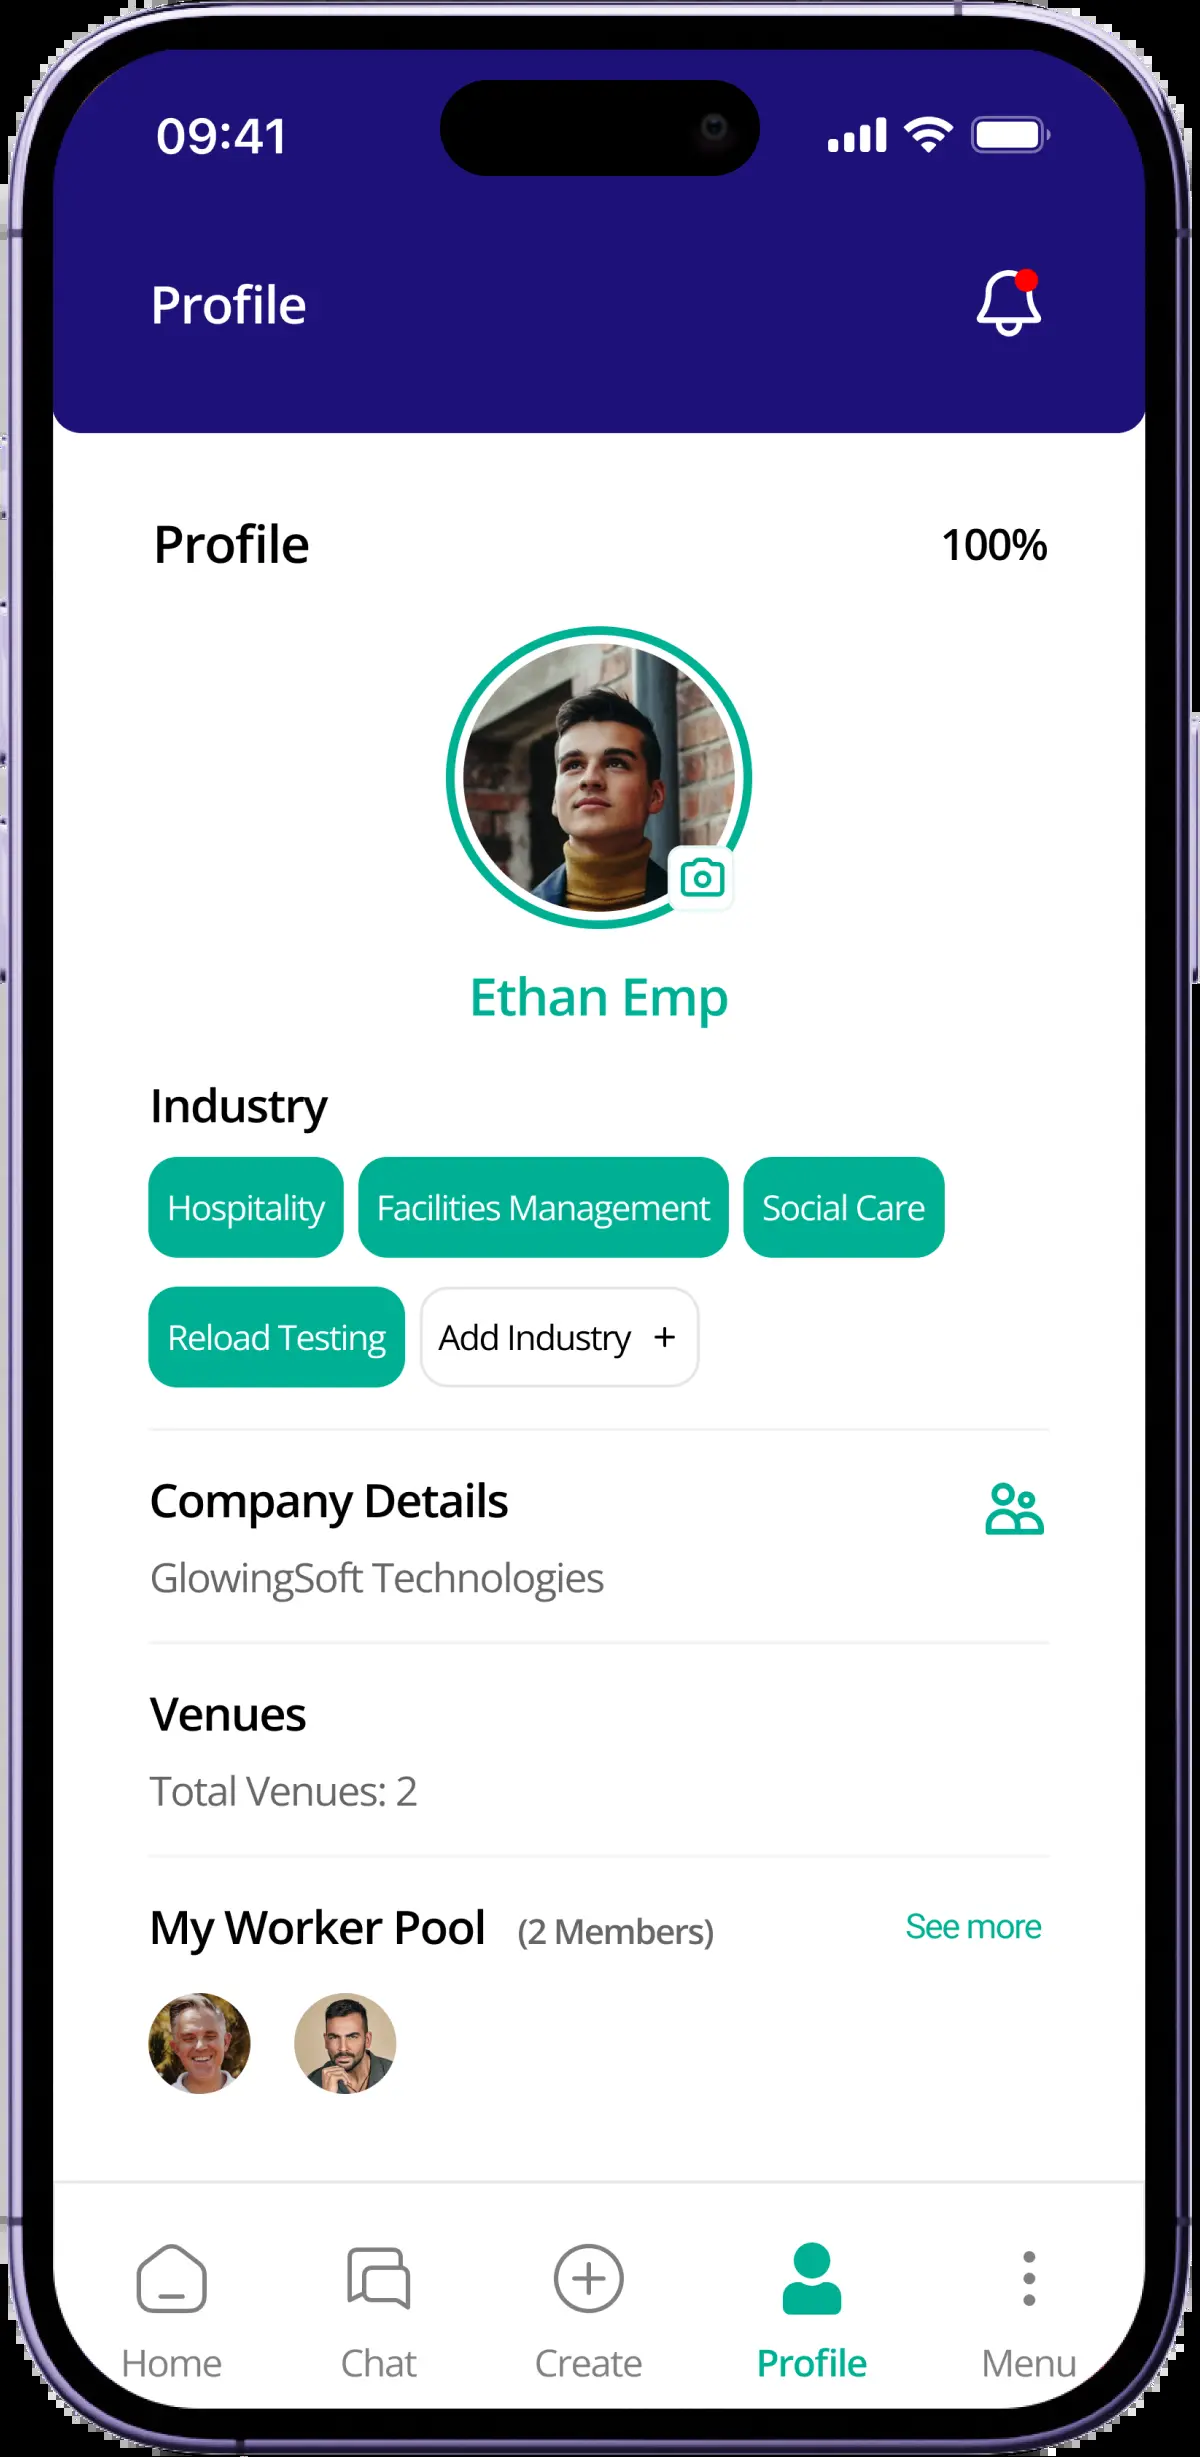 09:41
Profile
Profile 100%
Ethan Emp
Industry
Hospitality Facilities Management Social Care
Reload Testing Add Industry +
Company Details
GlowingSoft Technologies
Venues
Total Venues: 2
My Worker Pool (2 Members) See more
Home Chat Create Profile Menu